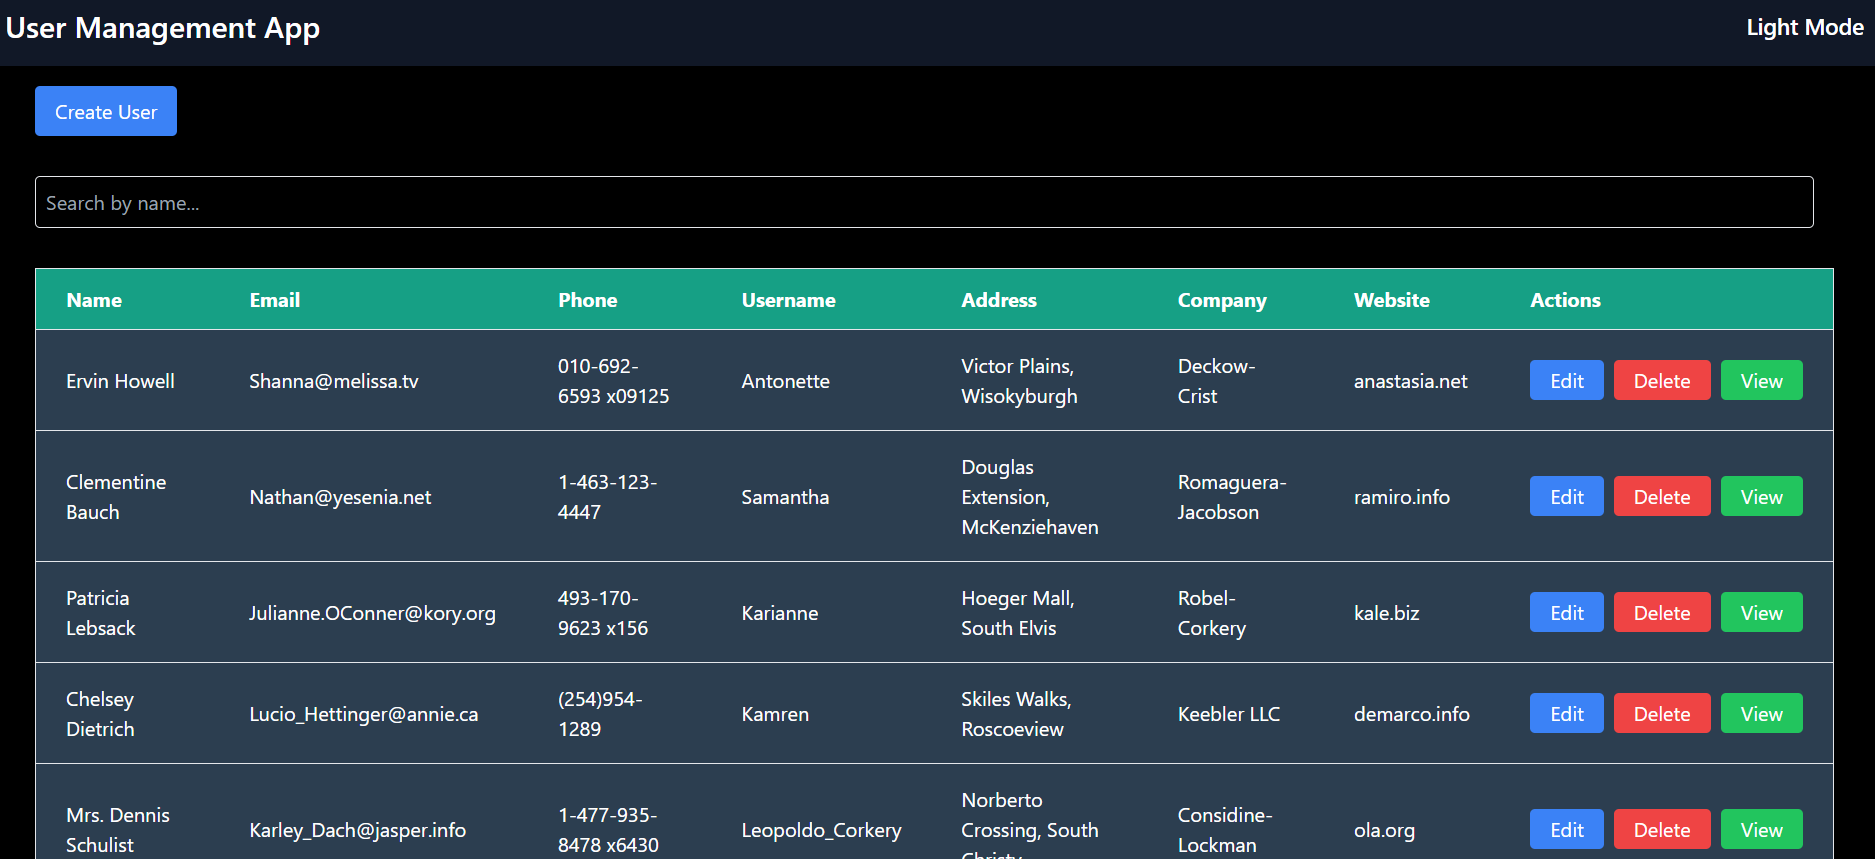 User Management App
Light Mode
Create User
Search by name...
Name Email Phone Username Address Company Website Actions
Ervin Howell Shanna@melissa.tv 010-692-
6593 x09125 Antonette Victor Plains,
Wisokyburgh Deckow-
Crist anastasia.net Edit Delete View
Clementine
Bauch Nathan@yesenia.net 1-463-123-
4447 Samantha Douglas
Extension,
McKenziehaven Romaguera-
Jacobson ramiro.info Edit Delete View
Patricia
Lebsack Julianne.OConner@kory.org 493-170-
9623 x156 Karianne Hoeger Mall,
South Elvis Robel-
Corkery kale.biz Edit Delete View
Chelsey
Dietrich Lucio_Hettinger@annie.ca (254)954-
1289 Kamren Skiles Walks,
Roscoeview Keebler LLC demarco.info Edit Delete View
Mrs. Dennis
Schulist Karley_Dach@jasper.info 1-477-935-
8478 x6430 Leopoldo_Corkery Norberto
Crossing, South
Christy Considine-
Lockman ola.org Edit Delete View